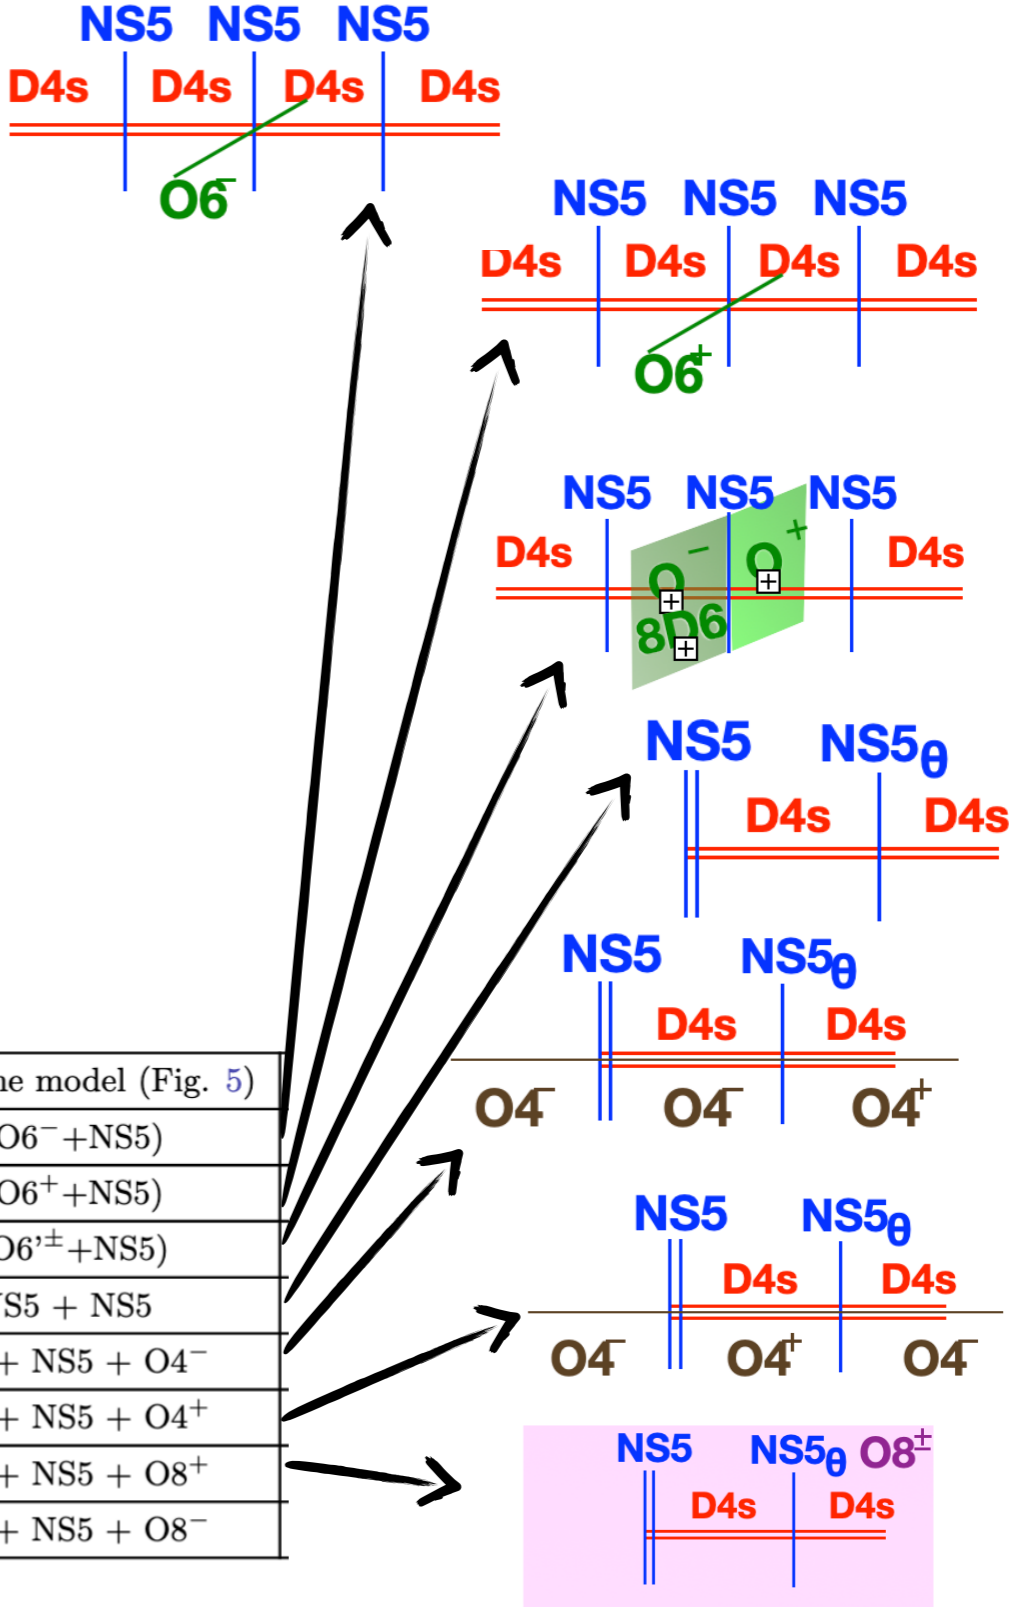 NS5 NS5 NS5
D4s D4s D4s D4s
O6⁻
NS5 NS5 NS5
D4s D4s D4s D4s
O6⁺
NS5 NS5 NS5
D4s O⁻ O⁺ D4s
8D6
NS5 NS5θ
D4s D4s
NS5 NS5θ
D4s D4s
O4⁻ O4⁻ O4⁺
NS5 NS5θ
D4s D4s
O4⁻ O4⁺ O4⁻
NS5 NS5θ O8±
D4s D4s
model (Fig. 5)
O6⁻+NS5)
O6⁺+NS5)
O6'±+NS5)
NS5 + NS5
+ NS5 + O4⁻
+ NS5 + O4⁺
+ NS5 + O8⁺
+ NS5 + O8⁻